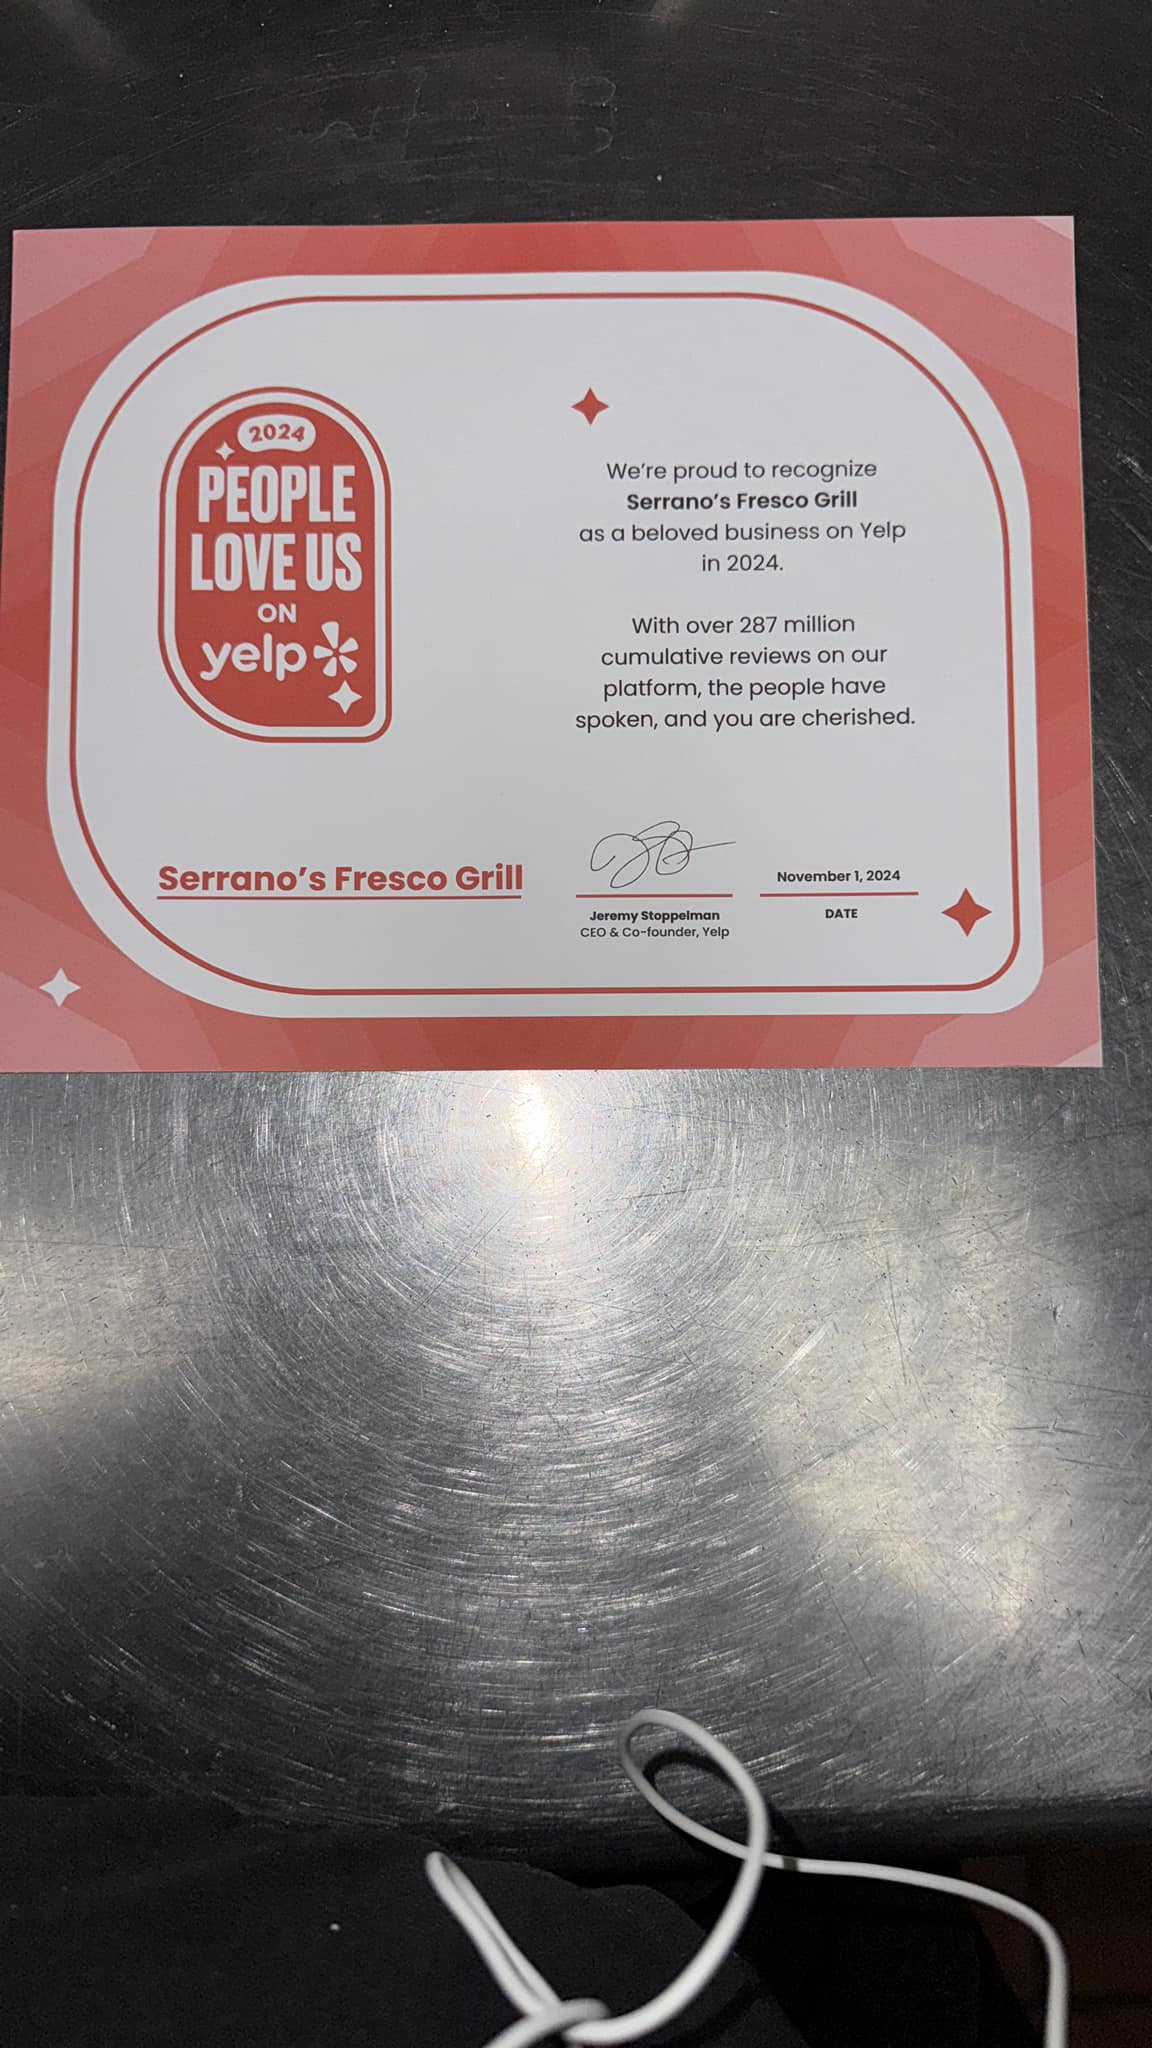 2024
PEOPLE
LOVE US
ON
yelp
We're proud to recognize
Serrano's Fresco Grill
as a beloved business on Yelp
in 2024.
With over 287 million
cumulative reviews on our
platform, the people have
spoken, and you are cherished.
Serrano's Fresco Grill
Jeremy Stoppelman
CEO & Co-founder, Yelp
November 1, 2024
DATE